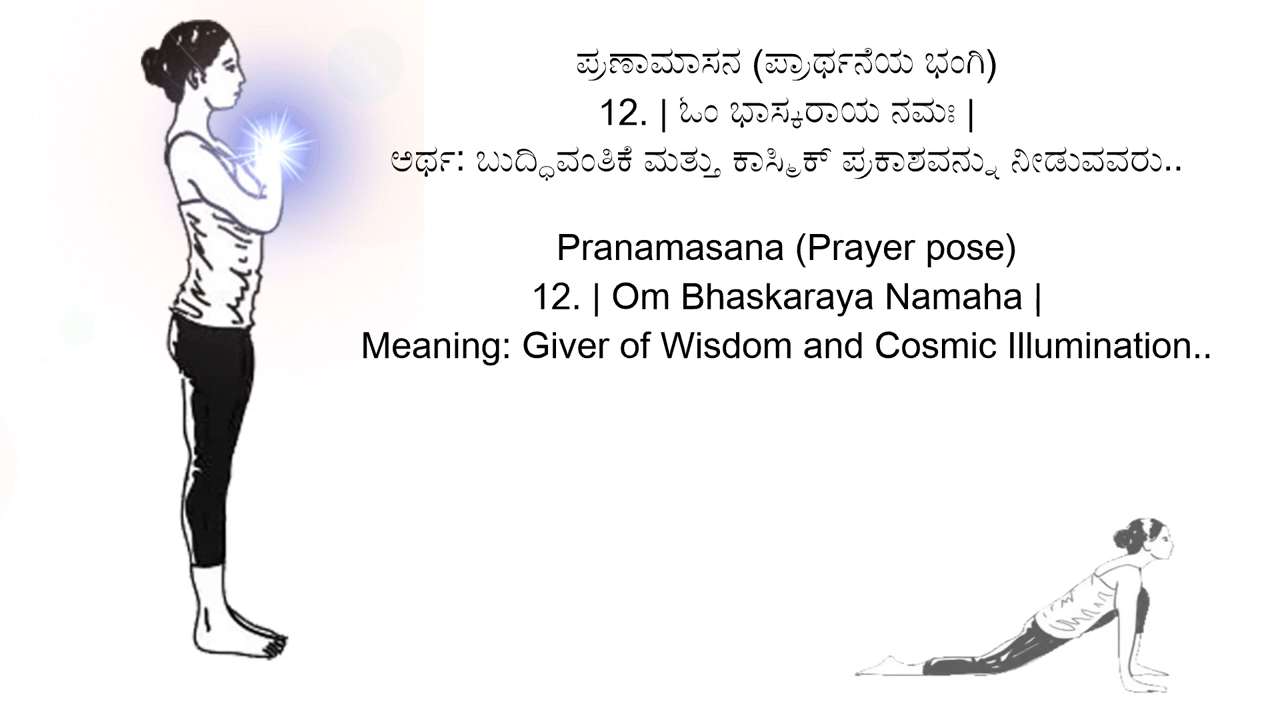 ಪ್ರಣಾಮಾಸನ (ಪ್ರಾರ್ಥನೆಯ ಭಂಗಿ)
12. | ಓಂ ಭಾಸ್ಕರಾಯ ನಮಃ |
ಅರ್ಥ: ಬುದ್ಧಿವಂತಿಕೆ ಮತ್ತು ಕಾಸ್ಮಿಕ್ ಪ್ರಕಾಶವನ್ನು ನೀಡುವವರು..
Pranamasana (Prayer pose)
12. | Om Bhaskaraya Namaha |
Meaning: Giver of Wisdom and Cosmic Illumination..